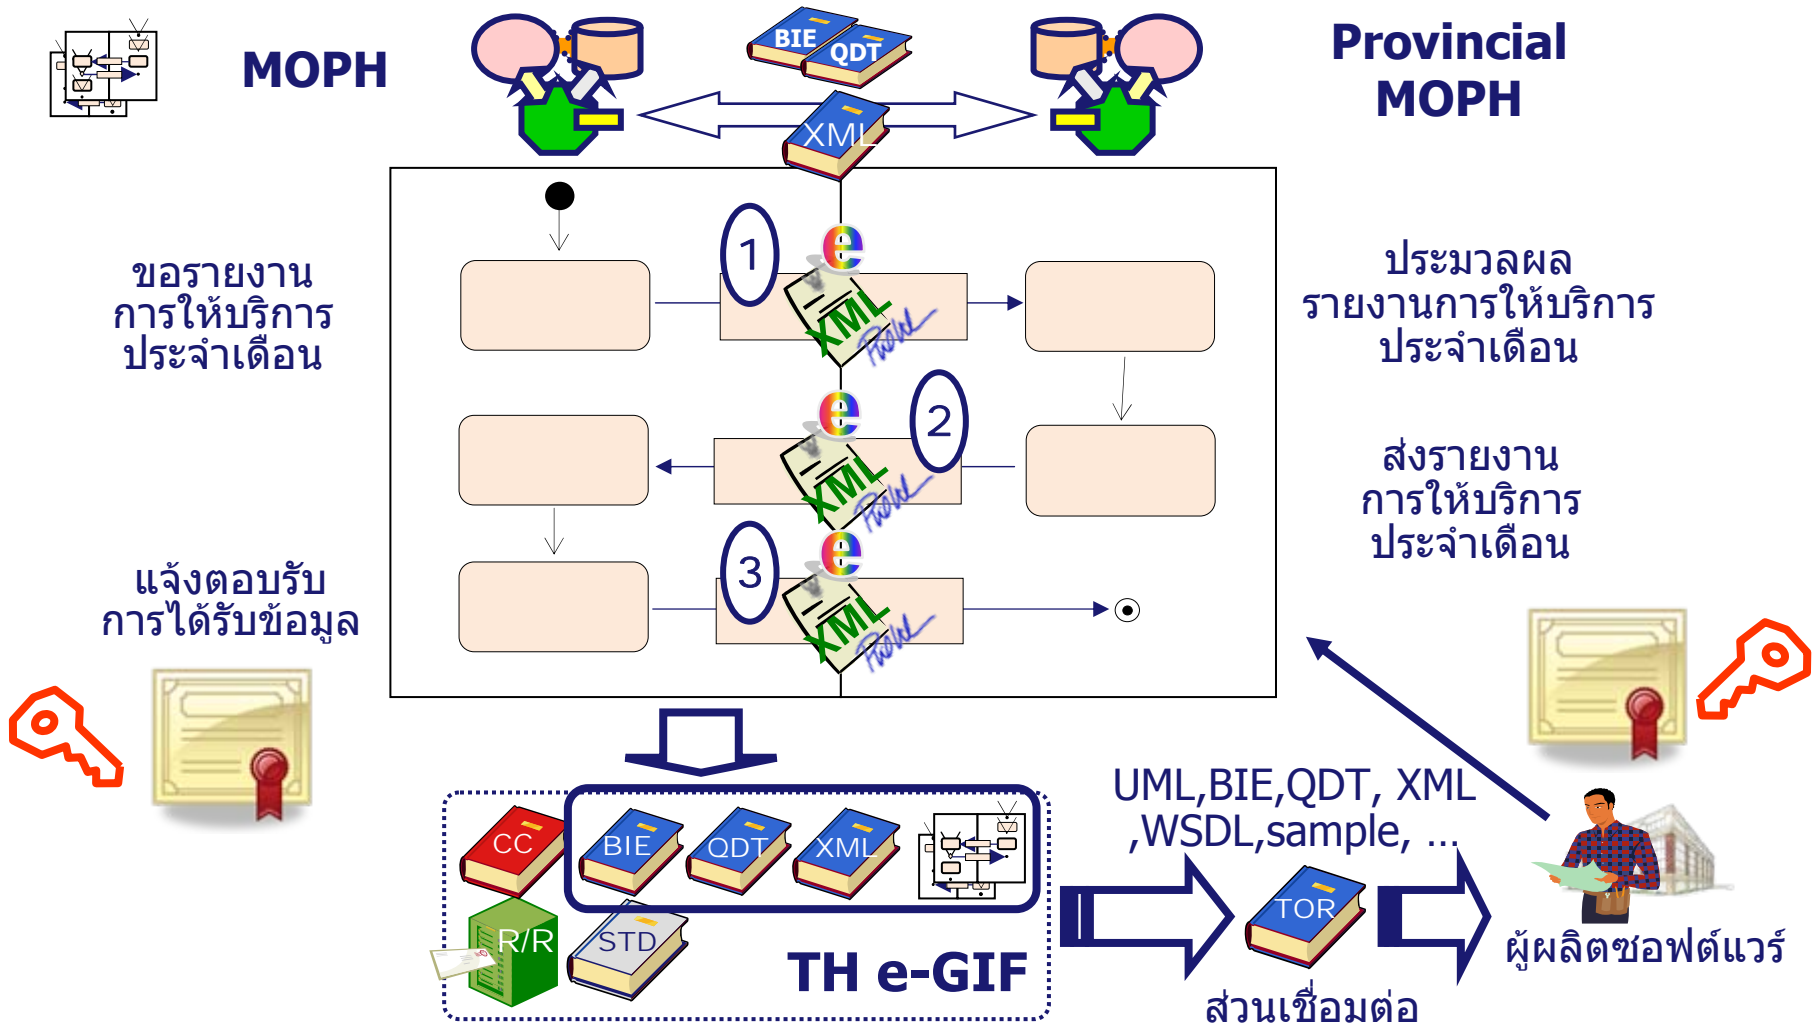 MOPH
BIE
QDT
XML
Provincial
MOPH
ขอรายงาน
การให้บริการ
ประจำเดือน
1
e
XML
ประมวลผล
รายงานการให้บริการ
ประจำเดือน
e
2
XML
ส่งรายงาน
การให้บริการ
ประจำเดือน
แจ้งตอบรับ
การได้รับข้อมูล
3
e
XML
UML,BIE,QDT, XML
,WSDL,sample, ...
CC
BIE
QDT
XML
R/R
STD
TH e-GIF
TOR
ส่วนเชื่อมต่อ
ผู้ผลิตซอฟต์แวร์